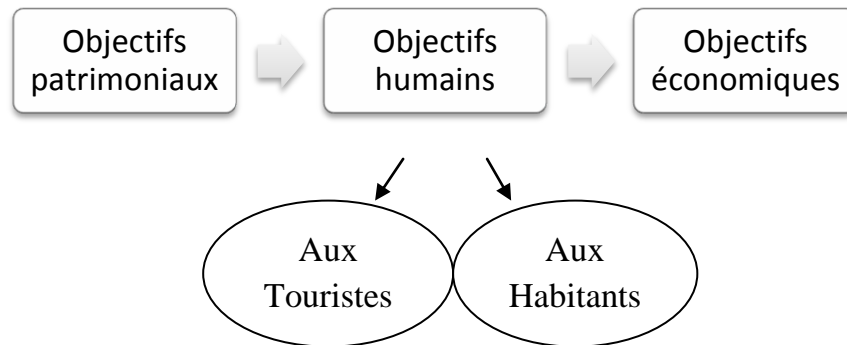 Objectifs
patrimoniaux
Objectifs
humains
Objectifs
économiques
Aux
Touristes
Aux
Habitants